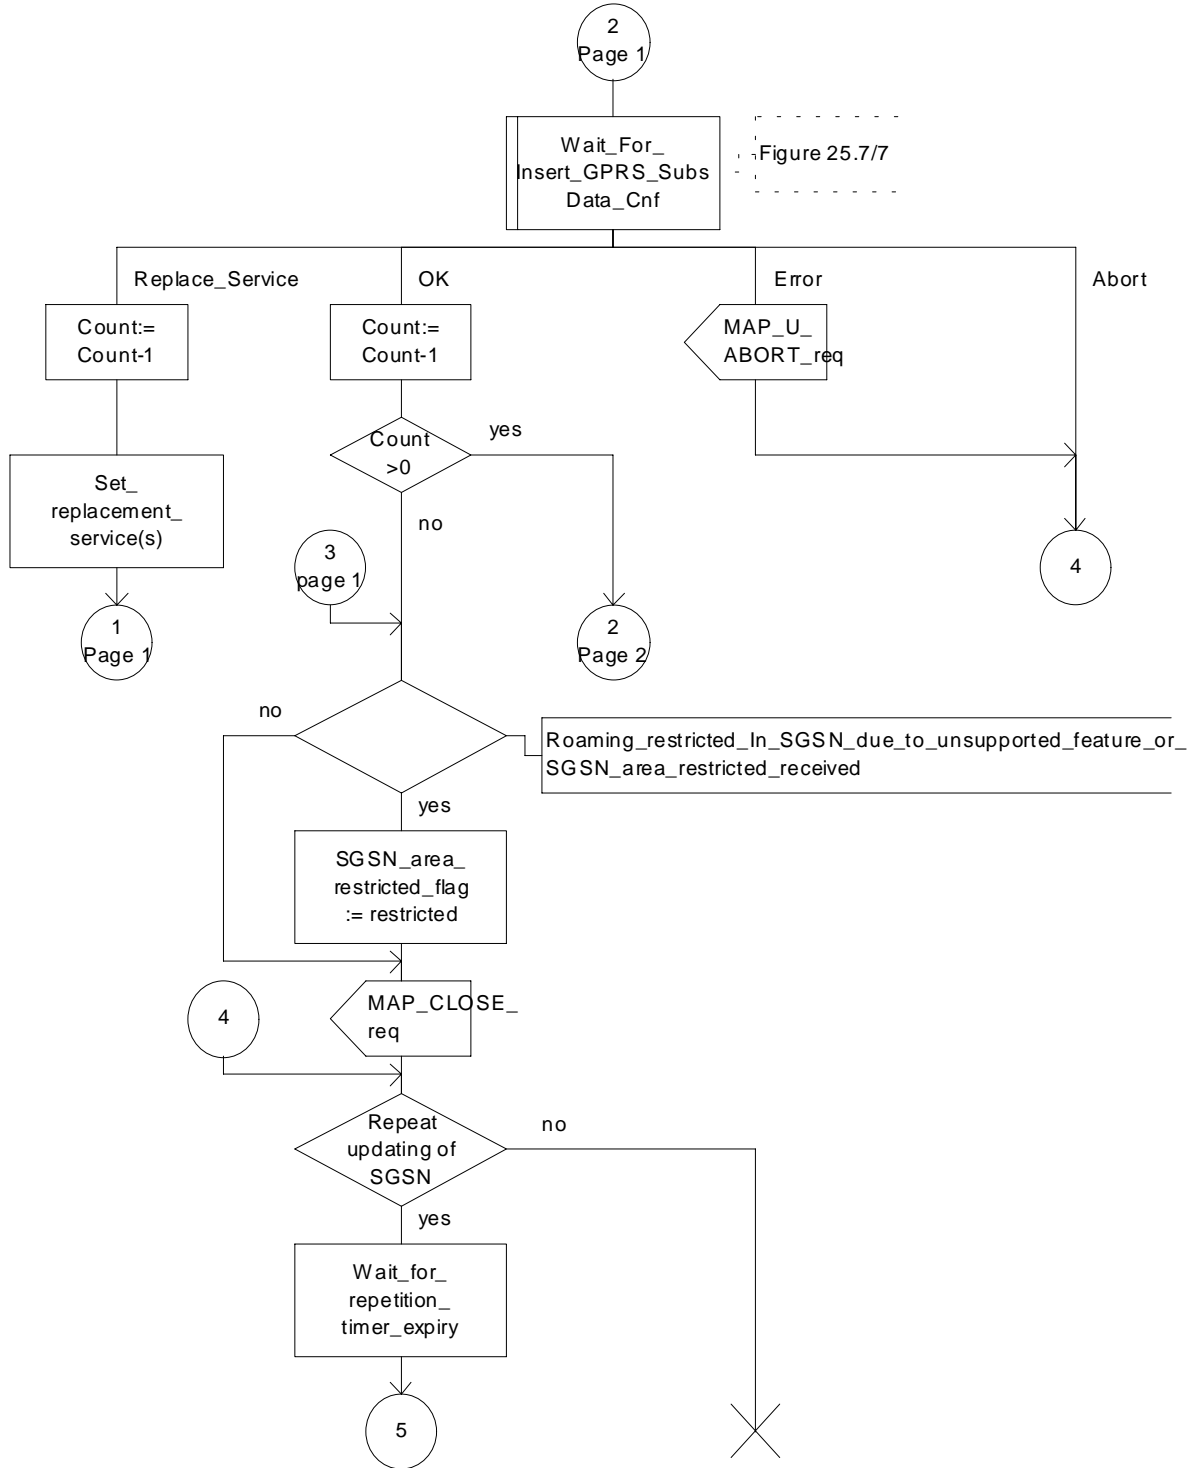 2
Page 1
Wait_For_
Insert_GPRS_Subs
Data_Cnf
Figure 25.7/7
Replace_Service
OK
Error
Abort
Count:=
Count-1
Count:=
Count-1
MAP_U_
ABORT_req
Count
>0
yes
no
Set_
replacement_
service(s)
3
page 1
4
1
Page 1
2
Page 2
no
Roaming_restricted_In_SGSN_due_to_unsupported_feature_or_
SGSN_area_restricted_received
yes
SGSN_area_
restricted_flag
:= restricted
4
MAP_CLOSE_
req
Repeat
updating of
SGSN
no
yes
Wait_for_
repetition_
timer_expiry
5